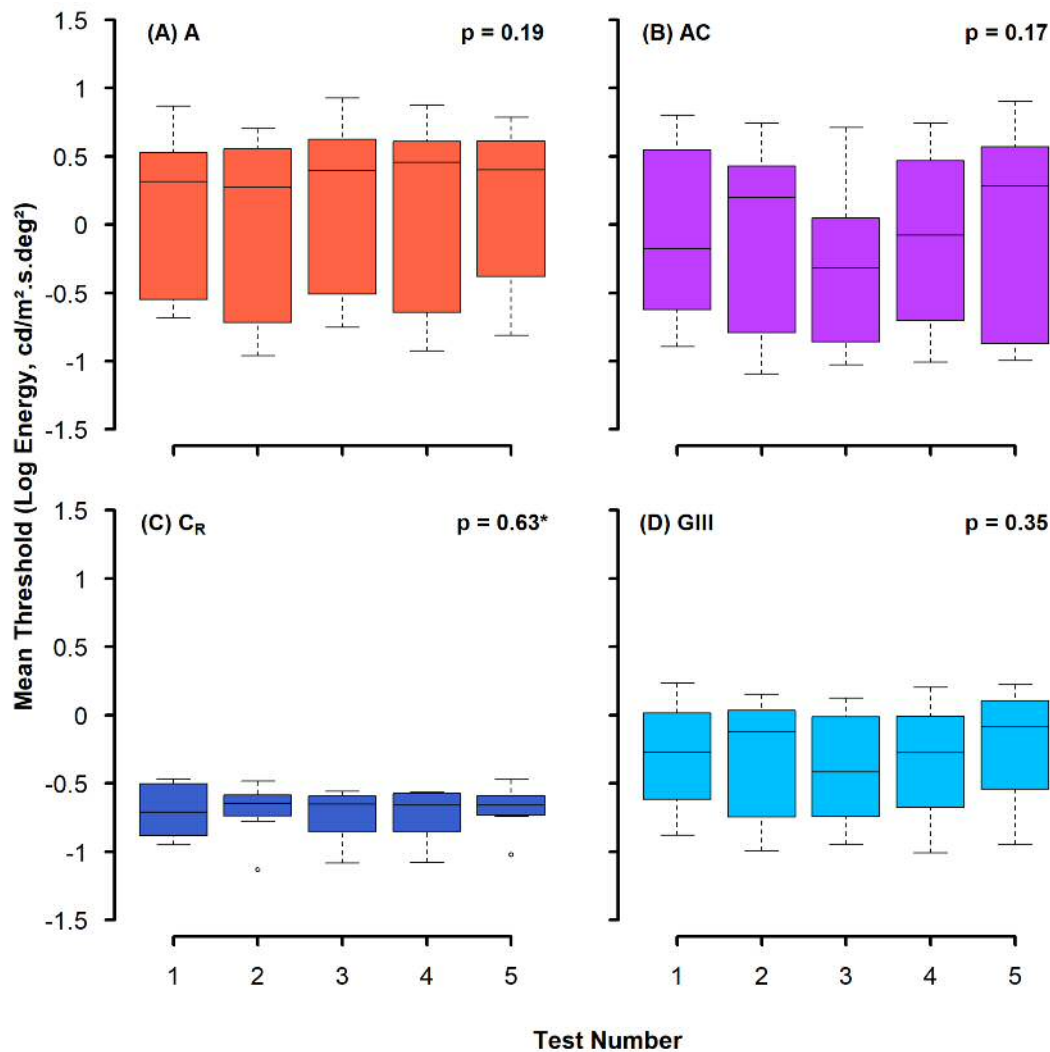 Mean Threshold (Log Energy, cd/m².s.deg²)
(A) A
p = 0.19
1.5
1
0.5
0
-0.5
-1
-1.5
(B) AC
p = 0.17
(C) C_R
p = 0.63*
1.5
1
0.5
0
-0.5
-1
-1.5
1 2 3 4 5
(D) GIII
p = 0.35
1 2 3 4 5
Test Number